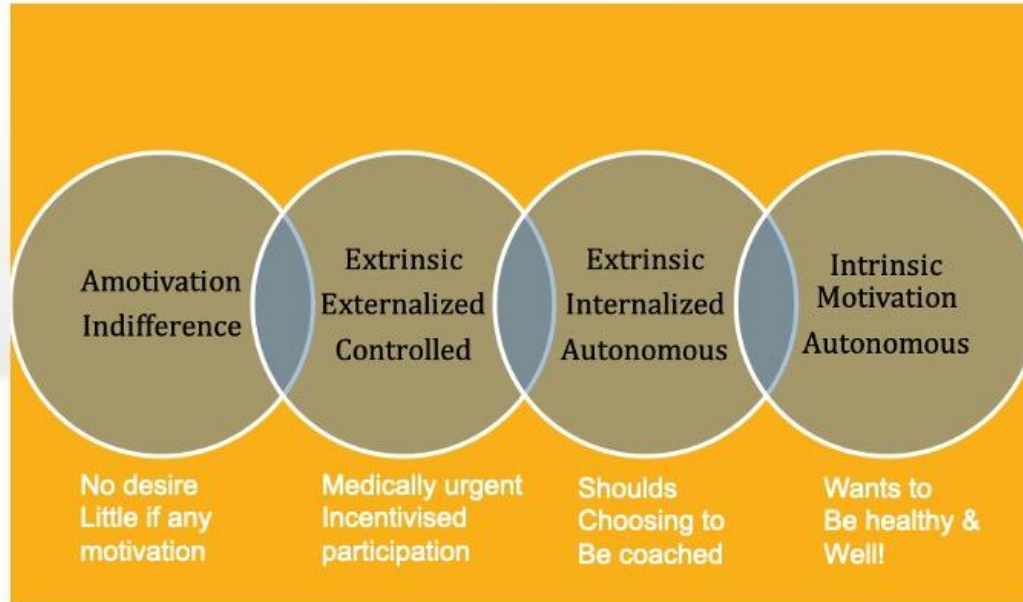 Amotivation
Indifference
Extrinsic
Externalized
Controlled
Extrinsic
Internalized
Autonomous
Intrinsic
Motivation
Autonomous
No desire
Little if any
motivation
Medically urgent
Incentivised
participation
Shoulds
Choosing to
Be coached
Wants to
Be healthy &
Well!